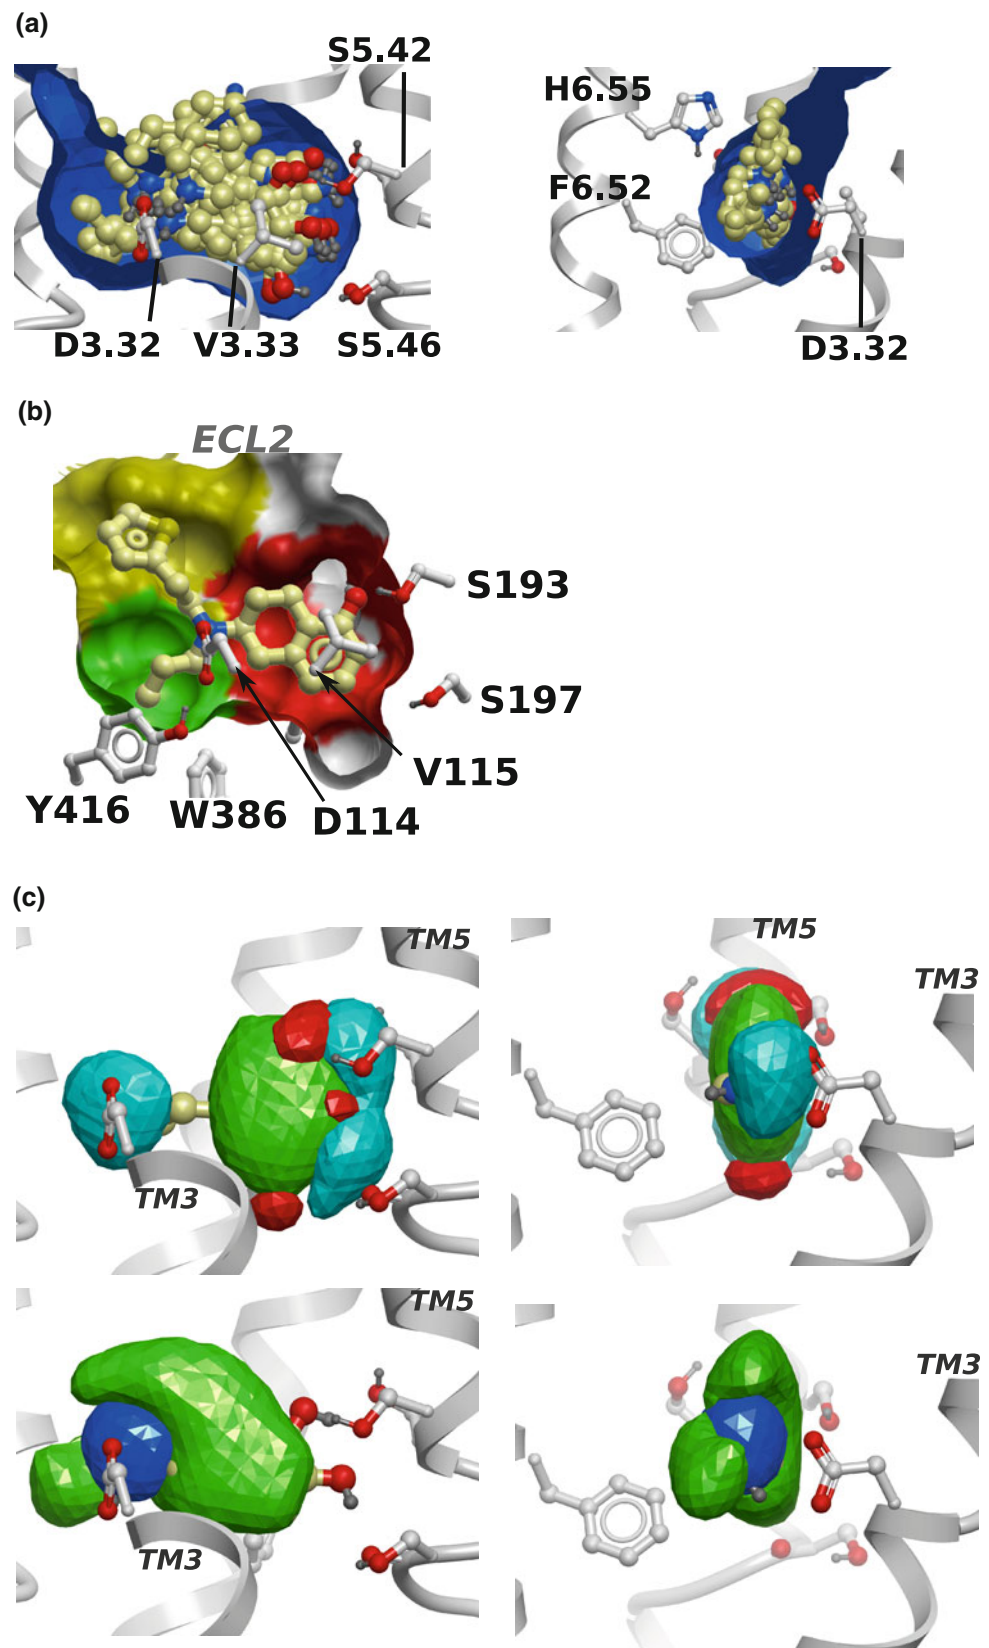 (a)
S5.42
H6.55
F6.52
D3.32 V3.33 S5.46
D3.32
(b)
ECL2
S193
S197
V115
Y416 W386 D114
(c)
TM5
TM5
TM3
TM3
TM5
TM3
TM3